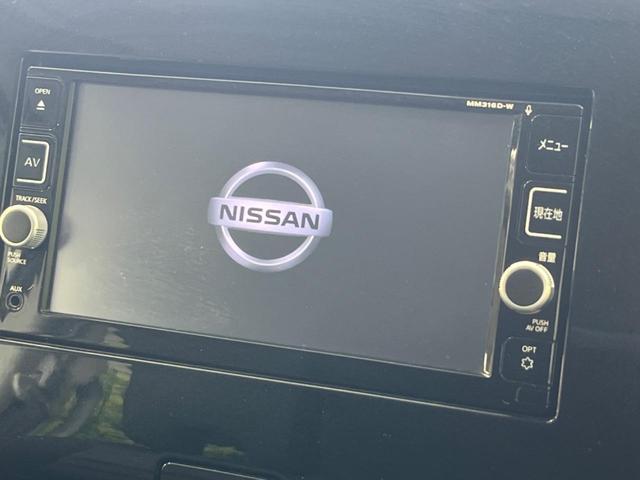 OPEN
AV
TRACK/SEEK
PUSH
SOURCE
AUX
NISSAN
MM316D-W
メニュー
現在地
音量
PUSH
AV OFF
OPT